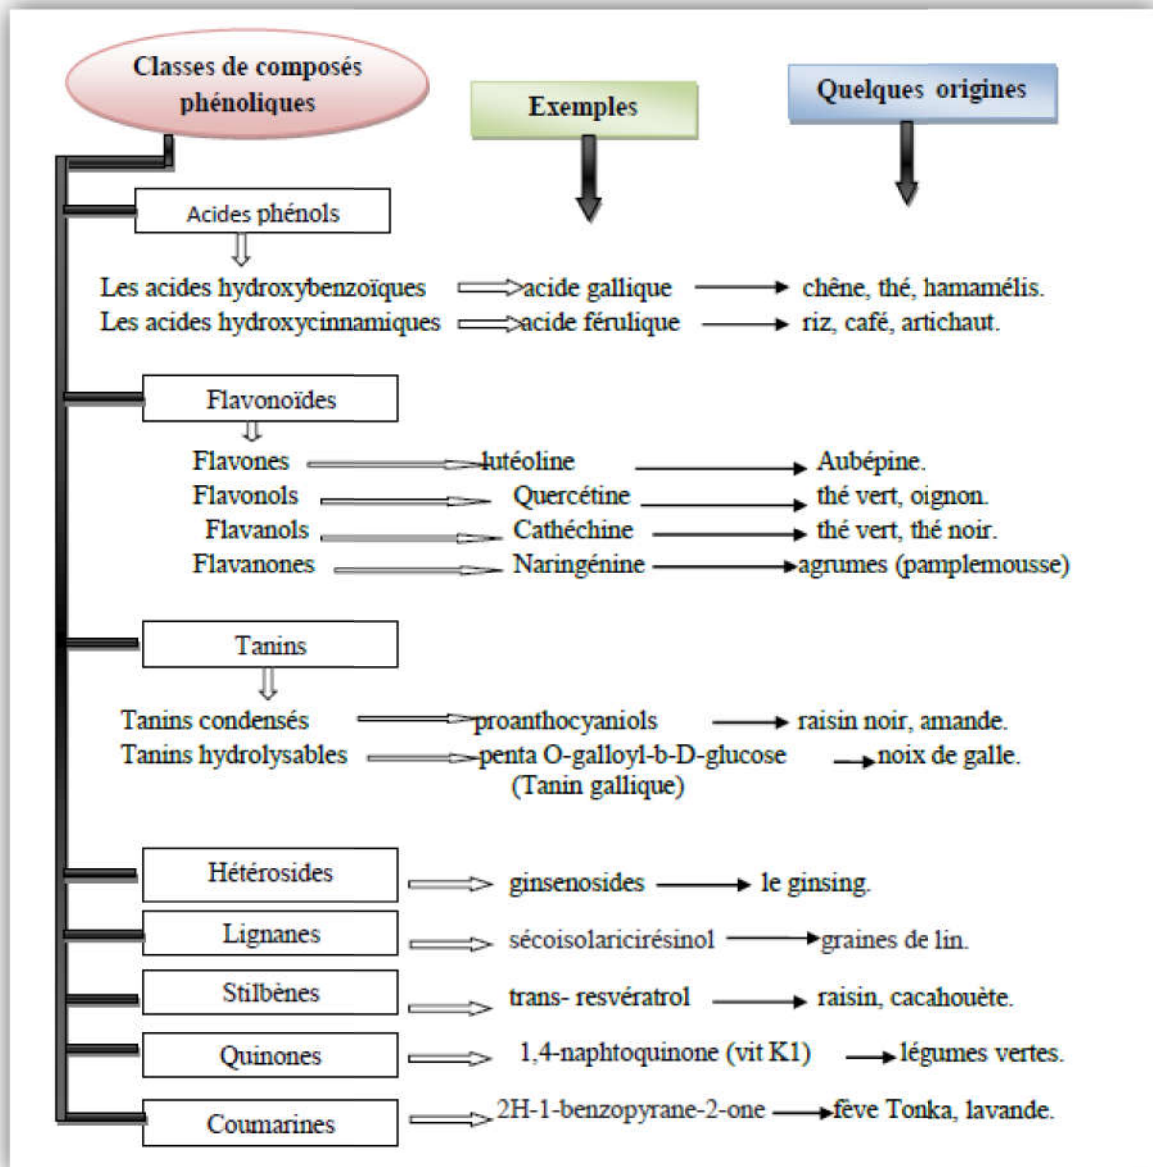 Classes de composés
phénoliques
Exemples
Quelques origines
Acides phénols
Les acides hydroxybenzoïques acide gallique chêne, thé, hamamélis.
Les acides hydroxycinnamiques acide férulique riz, café, artichaut.
Flavonoïdes
Flavones lutéoline Aubépine.
Flavonols Quercétine thé vert, oignon.
Flavanols Cathéchine thé vert, thé noir.
Flavanones Naringénine agrumes (pamplemousse)
Tanins
Tanins condensés proanthocyaniols raisin noir, amande.
Tanins hydrolysables penta O-galloyl-b-D-glucose noix de galle.
(Tanin gallique)
Hétérosides ginsenosides le ginsing.
Lignanes sécoisolaricirésinol graines de lin.
Stilbènes trans- resvératrol raisin, cacahouète.
Quinones 1,4-naphtoquinone (vit K1) légumes vertes.
Coumarines 2H-1-benzopyrane-2-one fève Tonka, lavande.